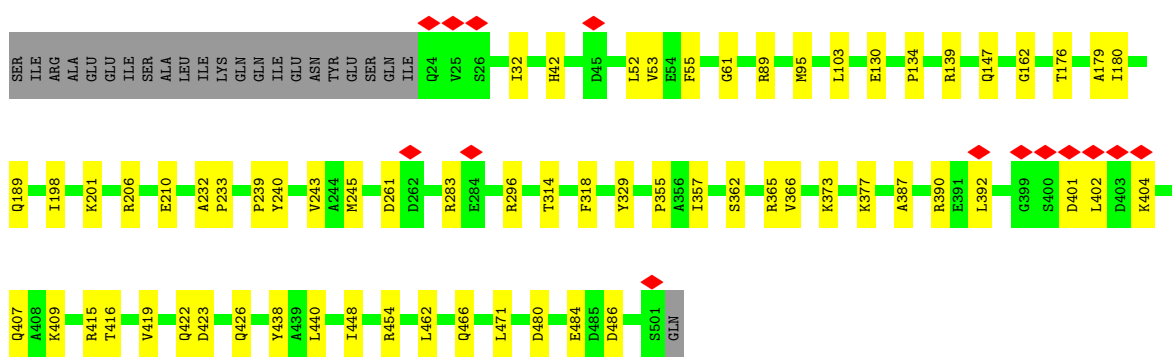 SER ILE ARG ALA GLU GLU ILE SER ALA LEU ILE LYS GLN GLN ILE GLU ASN TYR GLU SER GLN ILE Q24 V25 S26 I32 H42 D45 L52 V53 E54 F55 G61 R89 M95 L103 E130 P134 R139 Q147 G162 T176 A179 I180
Q189 I198 K201 R206 E210 A232 P233 P239 Y240 V243 A244 M245 D261 D262 R283 E284 R296 T314 F318 Y329 P355 A356 I357 S362 R365 V366 K373 K377 A387 R390 E391 L392 G399 S400 D401 L402 D403 K404
Q407 A408 K409 R415 T416 V419 Q422 D423 Q426 Y438 A439 L440 I448 R454 L462 Q466 L471 D480 E484 D485 D486 S501 GLN